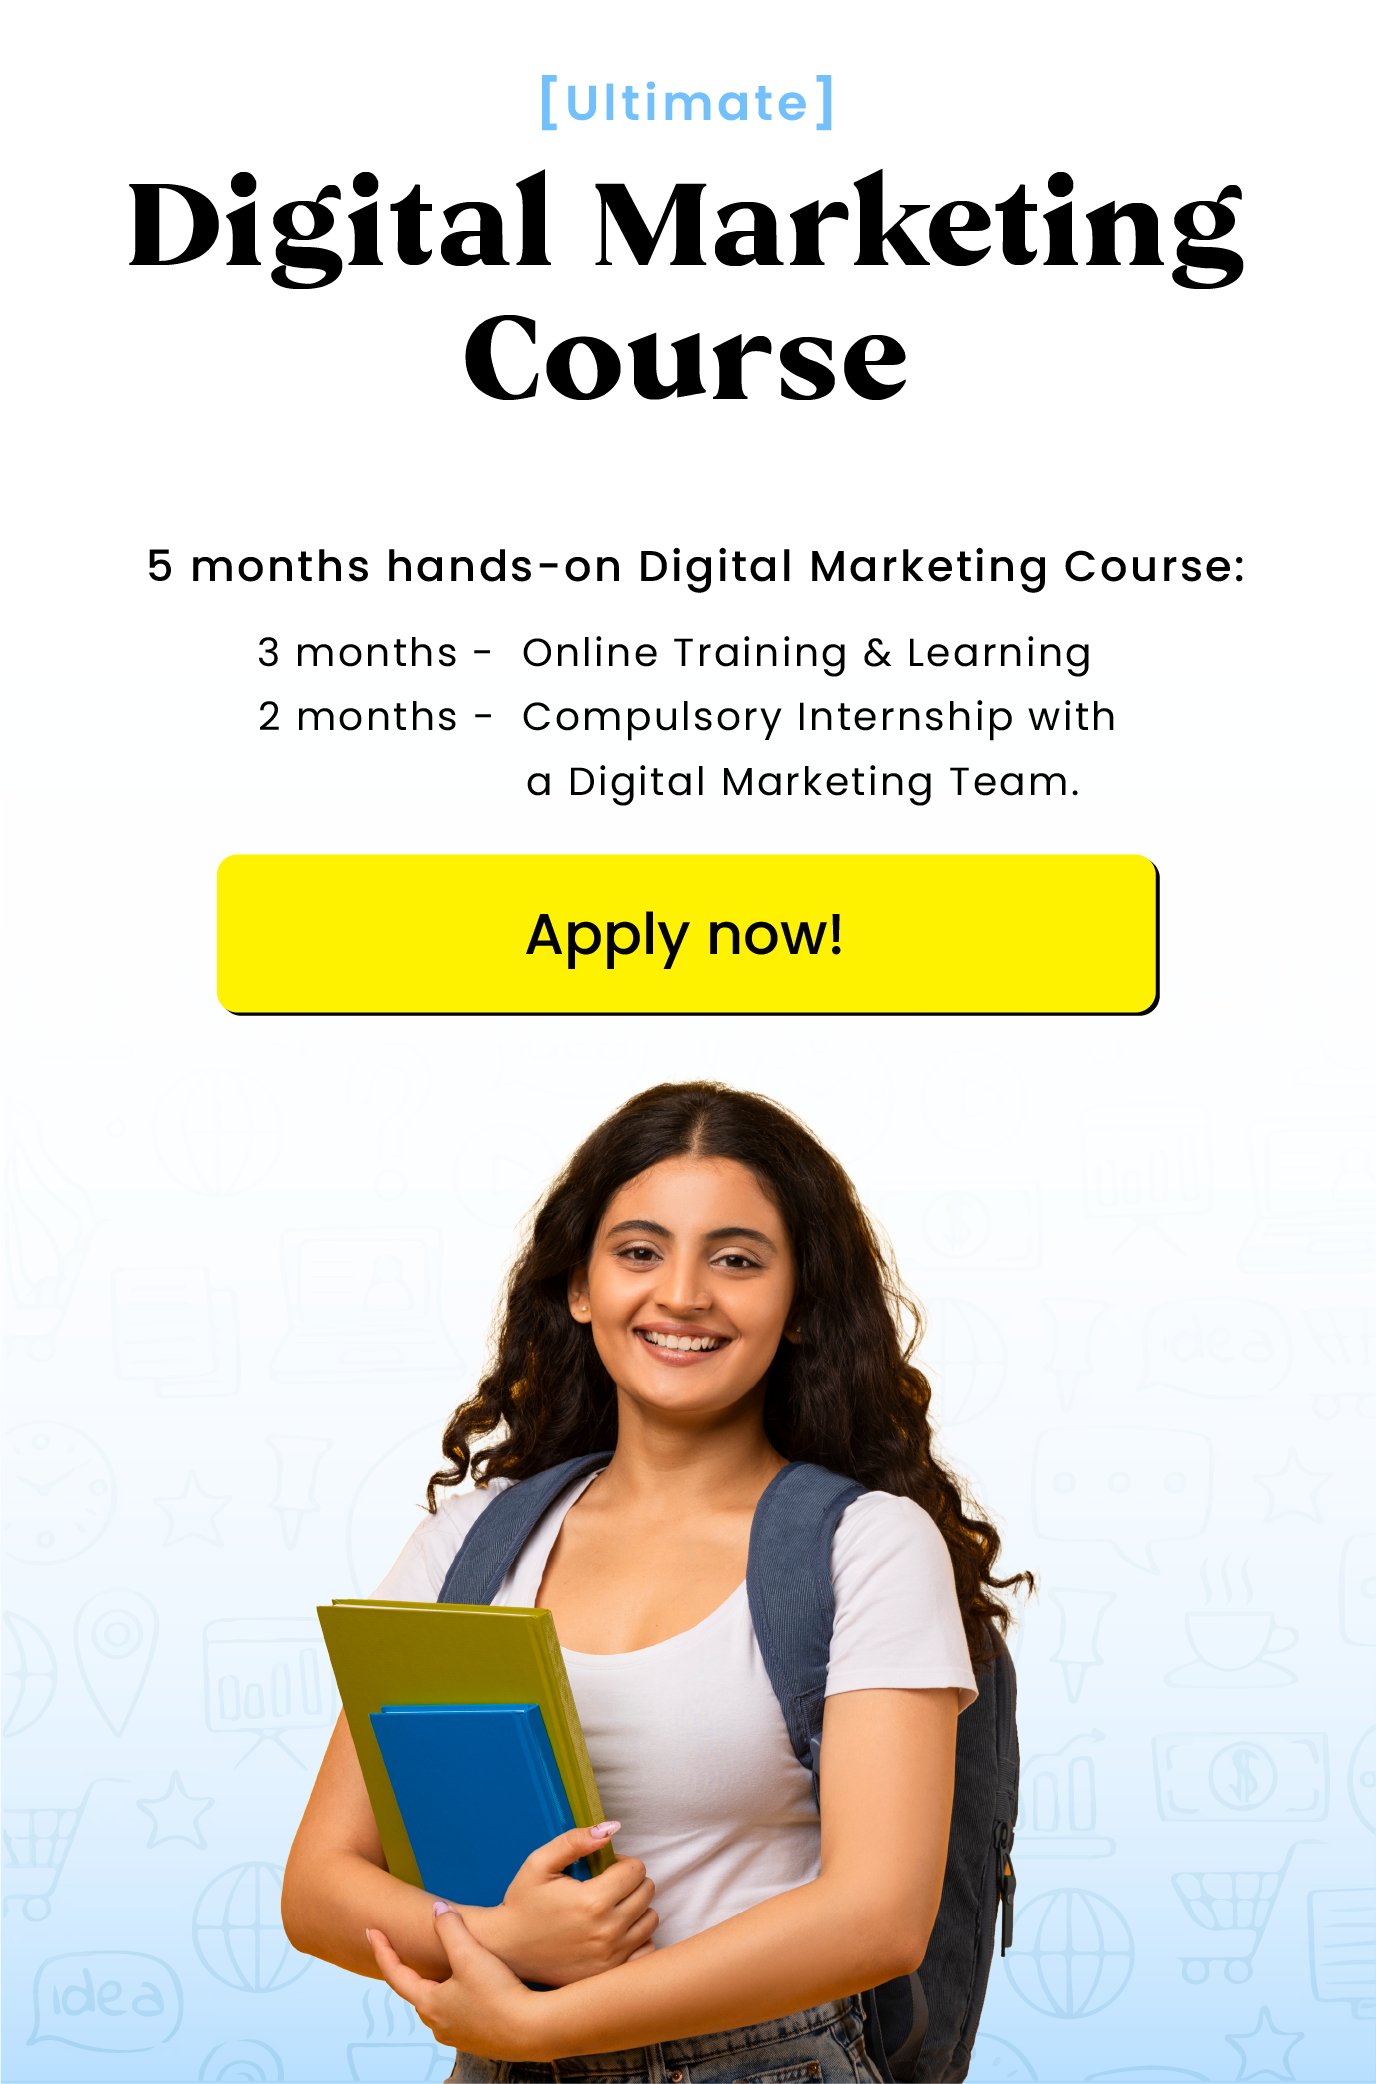 [Ultimate]
Digital Marketing
Course
5 months hands-on Digital Marketing Course:
3 months - Online Training & Learning
2 months - Compulsory Internship with
a Digital Marketing Team.
Apply now!
idea
idea